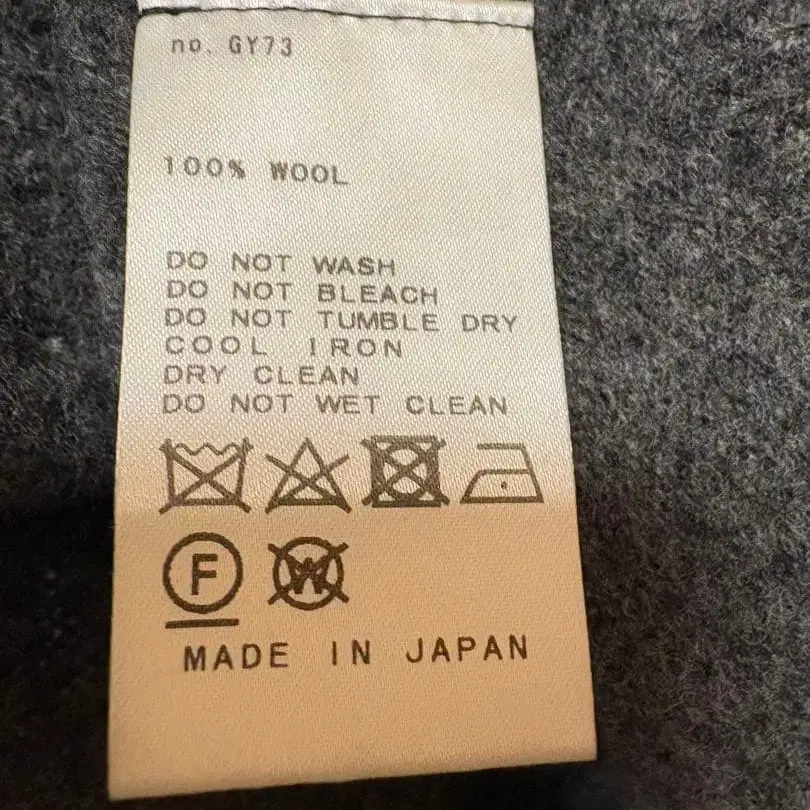 no. GY73
100% WOOL
DO NOT WASH
DO NOT BLEACH
DO NOT TUMBLE DRY
COOL IRON
DRY CLEAN
DO NOT WET CLEAN
F W
MADE IN JAPAN